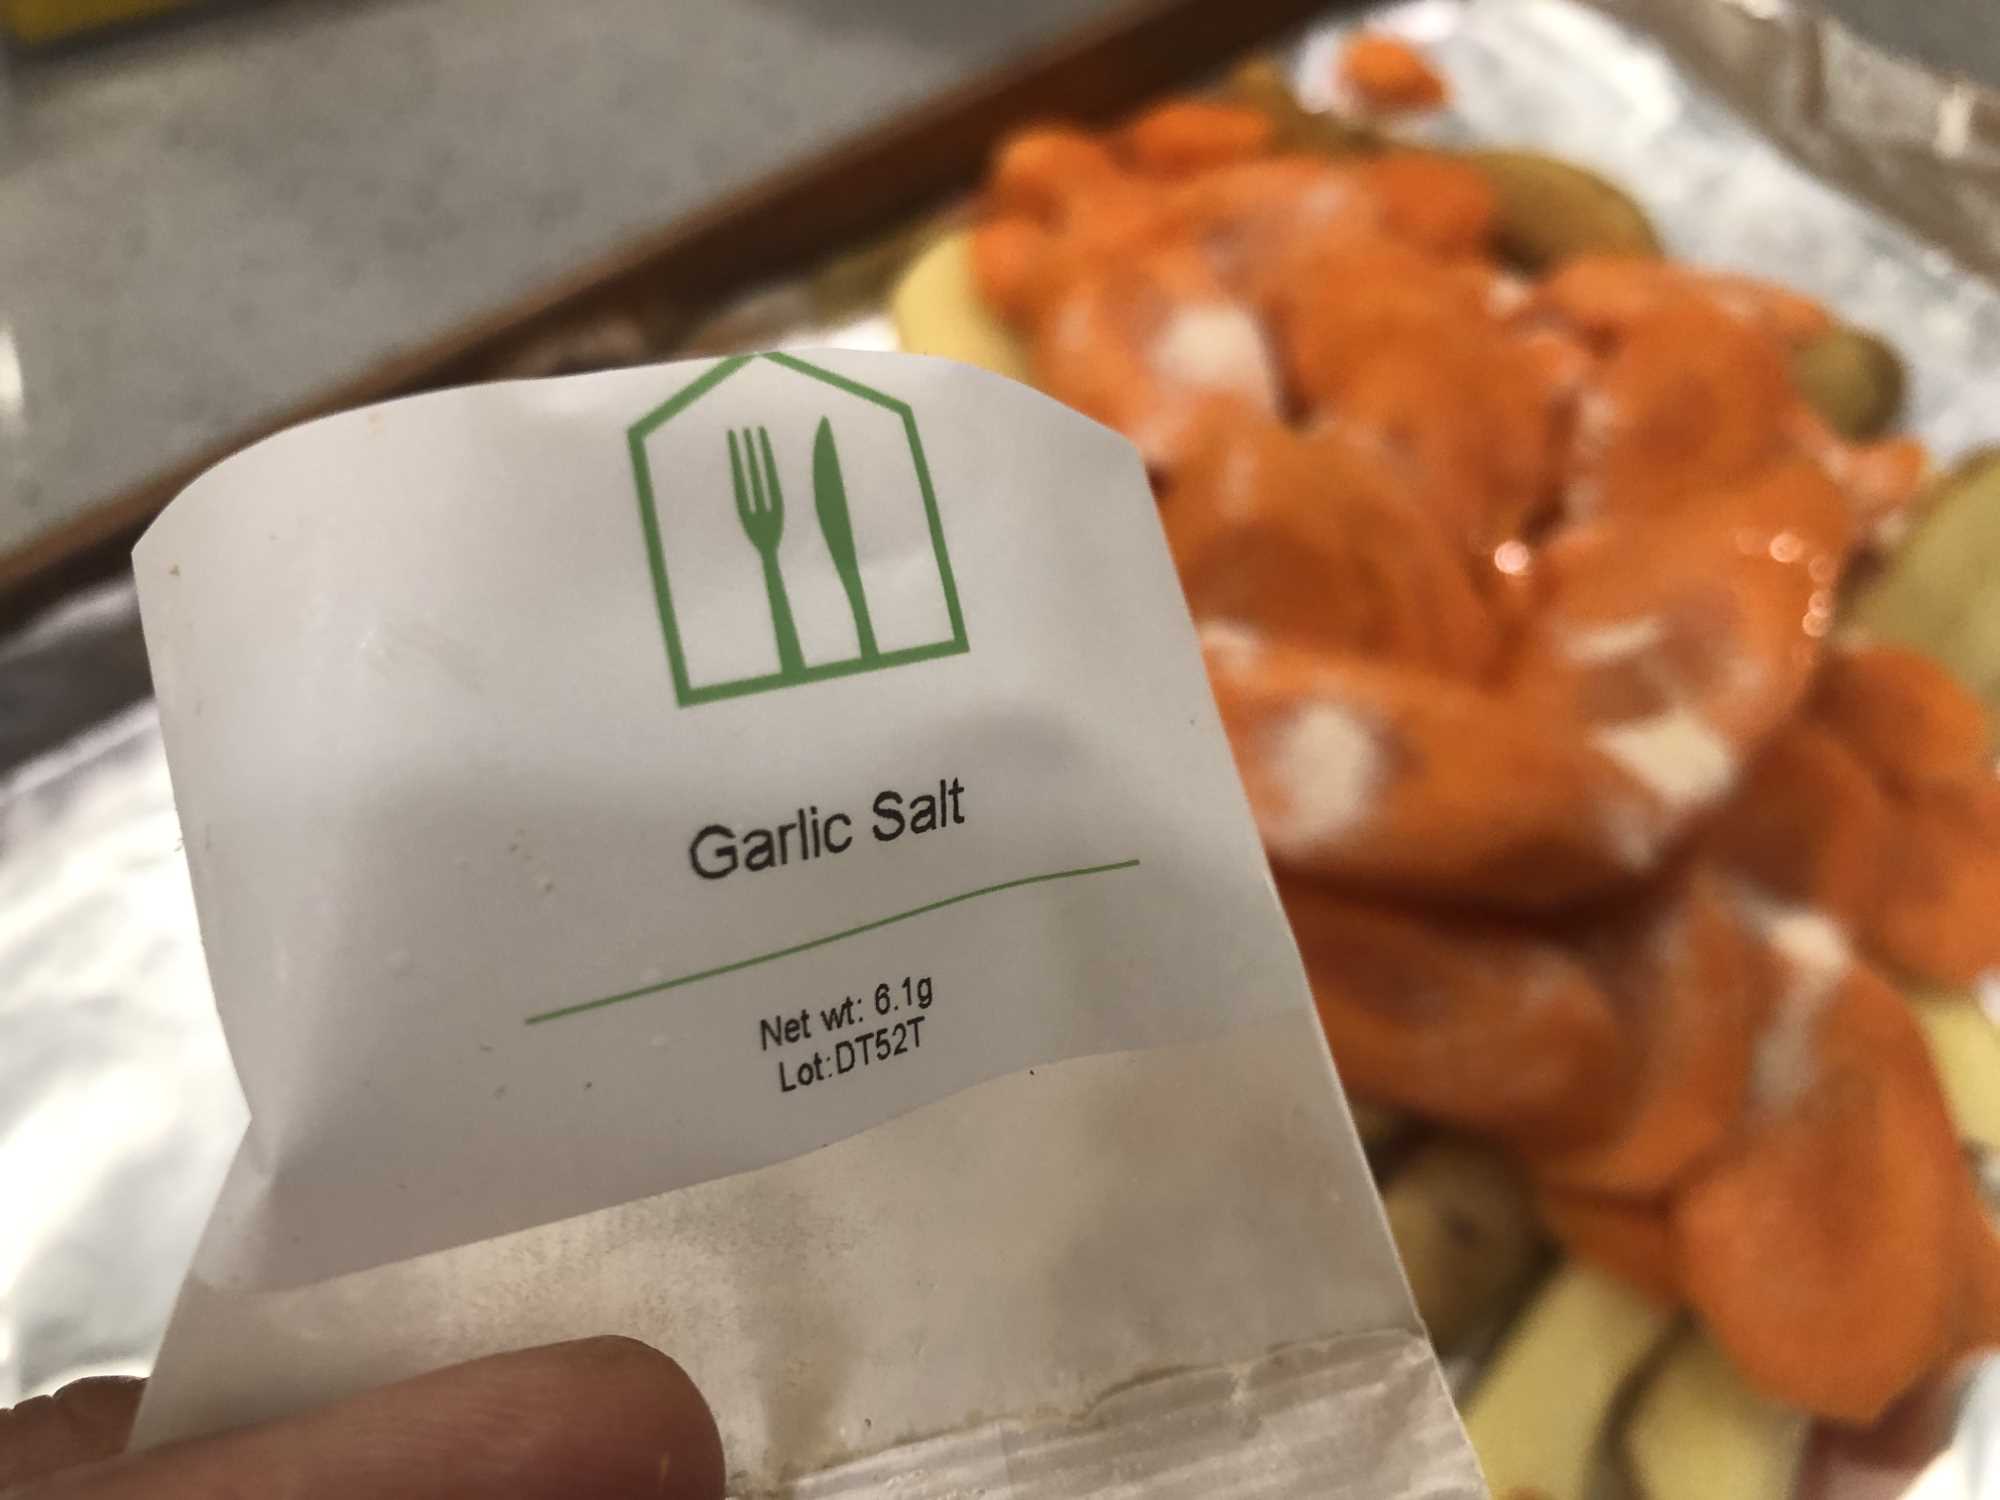 Garlic Salt
Net wt: 6.1g
Lot:DT52T